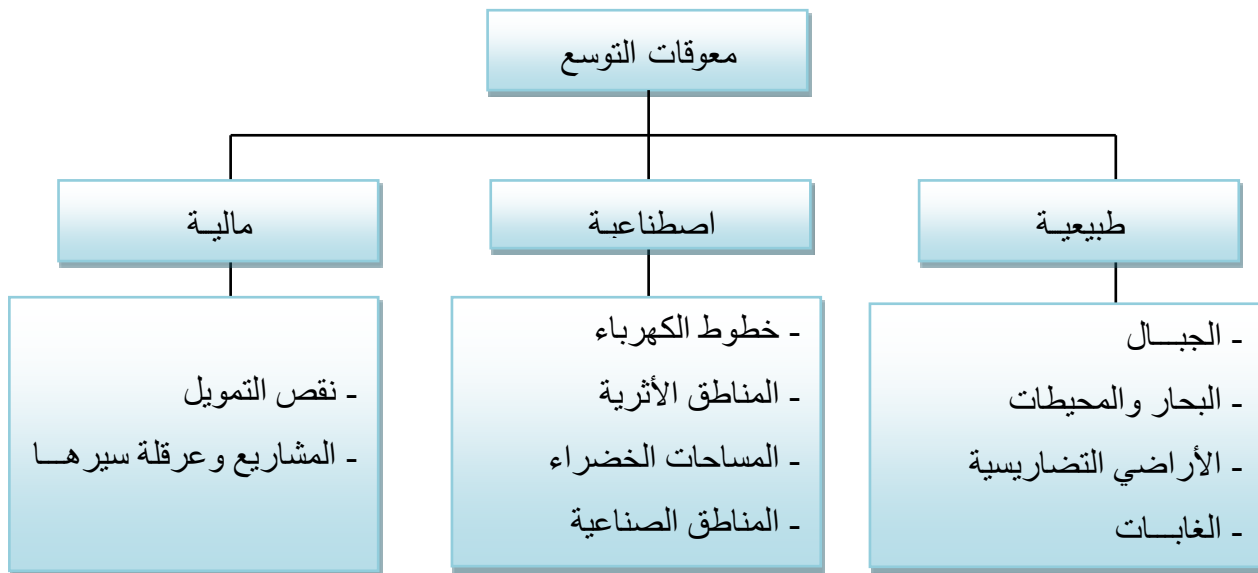 معوقات التوسع
طبيعيـة
اصطناعية
ماليـة
- الجبـــال
- البحار والمحيطات
- الأراضي التضاريسية
- الغابـــات
- خطوط الكهرباء
- المناطق الأثرية
- المساحات الخضراء
- المناطق الصناعية
- نقص التمويل
- المشاريع وعرقلة سيرهـــا